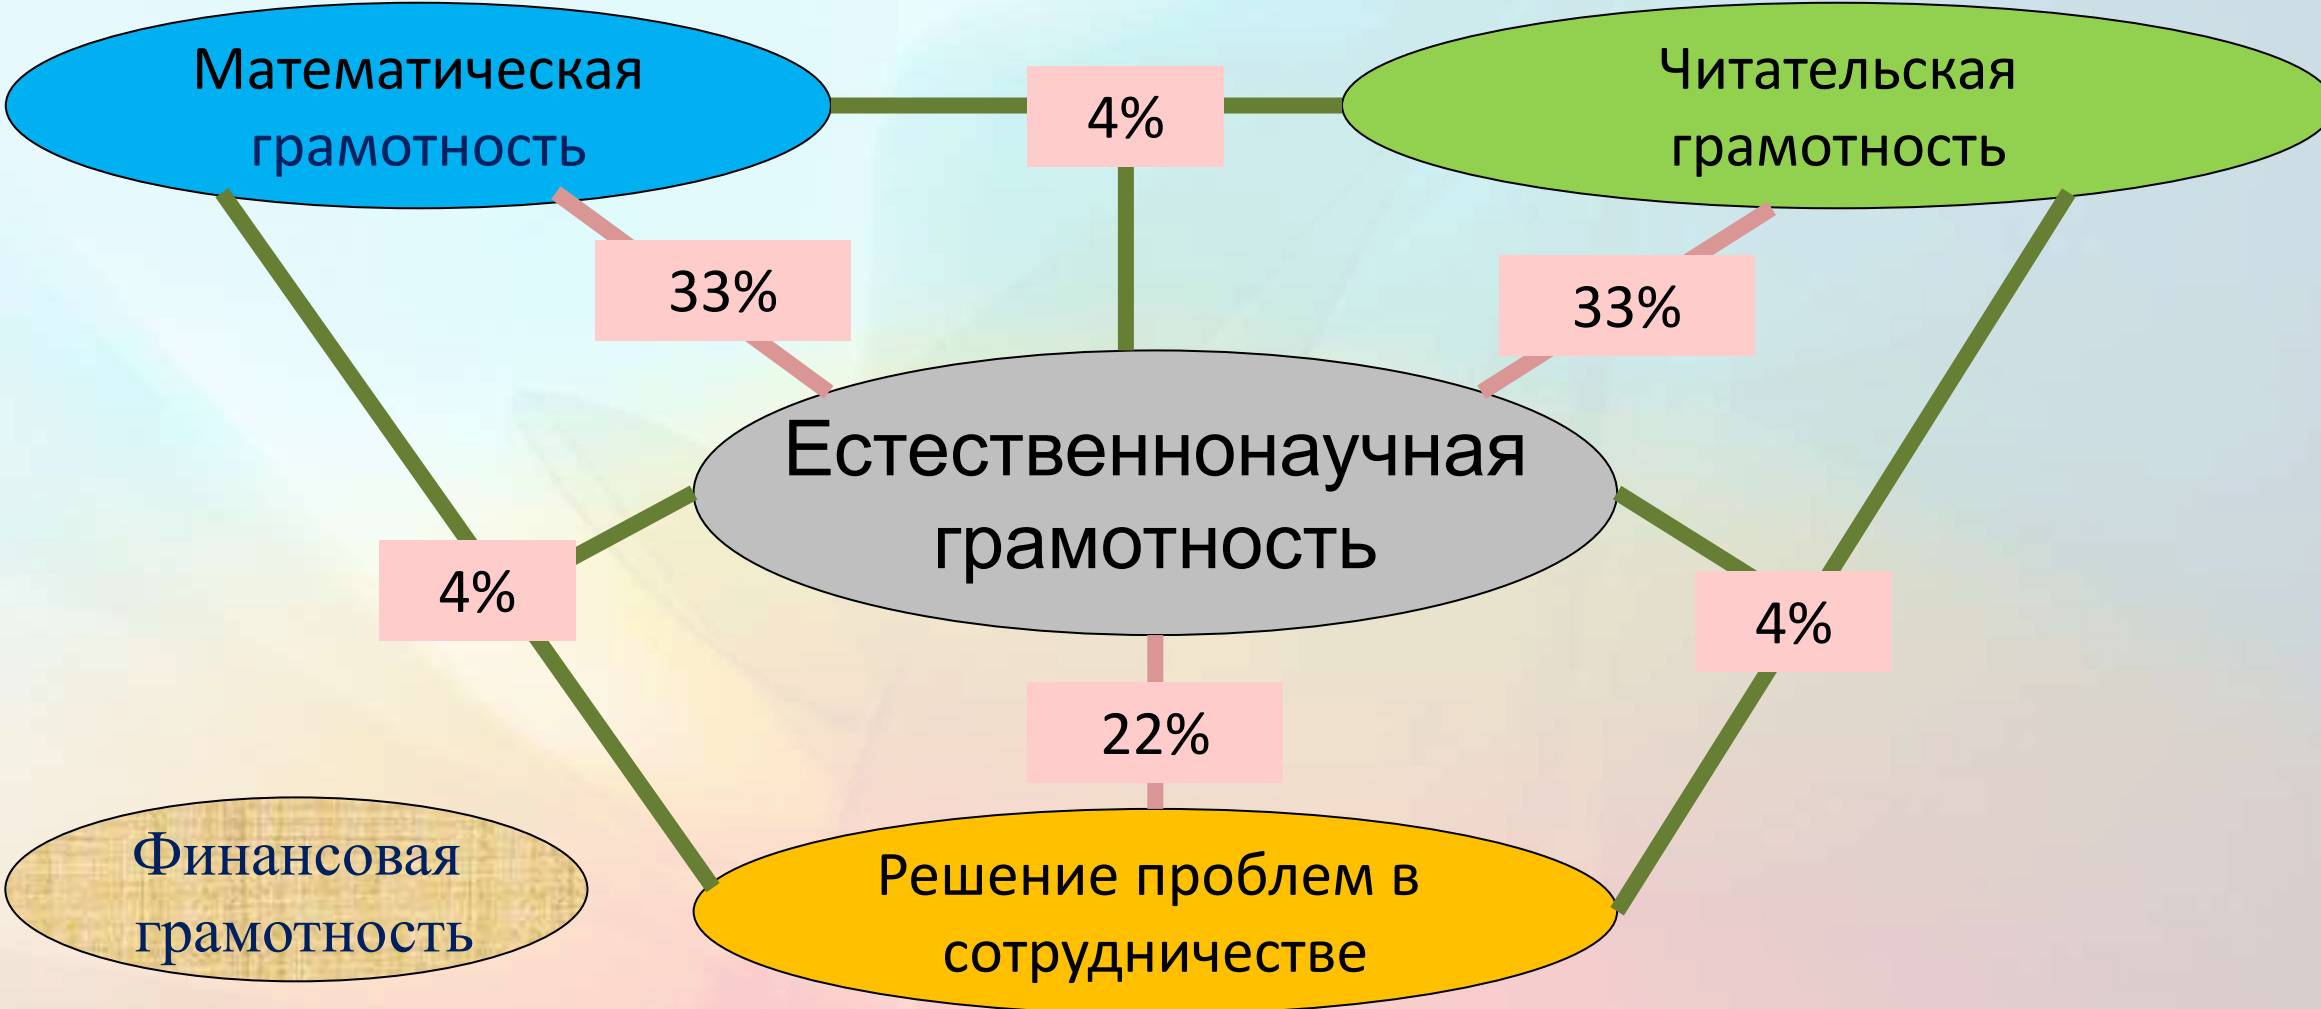 Математическая
грамотность
4%
Читательская
грамотность
33%
33%
Естественнонаучная
грамотность
4%
4%
22%
Финансовая
грамотность
Решение проблем в
сотрудничестве